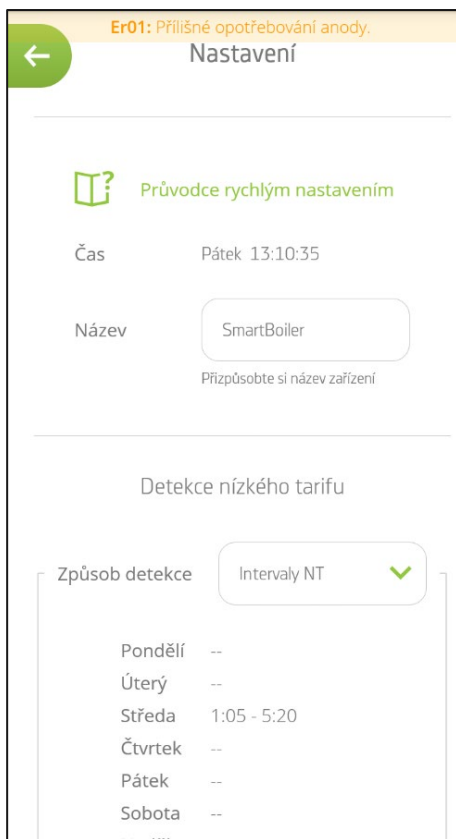 Er01: Přílišné opotřebování anody.
Nastavení
Průvodce rychlým nastavením
Čas Pátek 13:10:35
Název SmartBoiler
Přizpůsobte si název zařízení
Detekce nízkého tarifu
Způsob detekce Intervaly NT
Pondělí --
Úterý --
Středa 1:05 - 5:20
Čtvrtek --
Pátek --
Sobota --